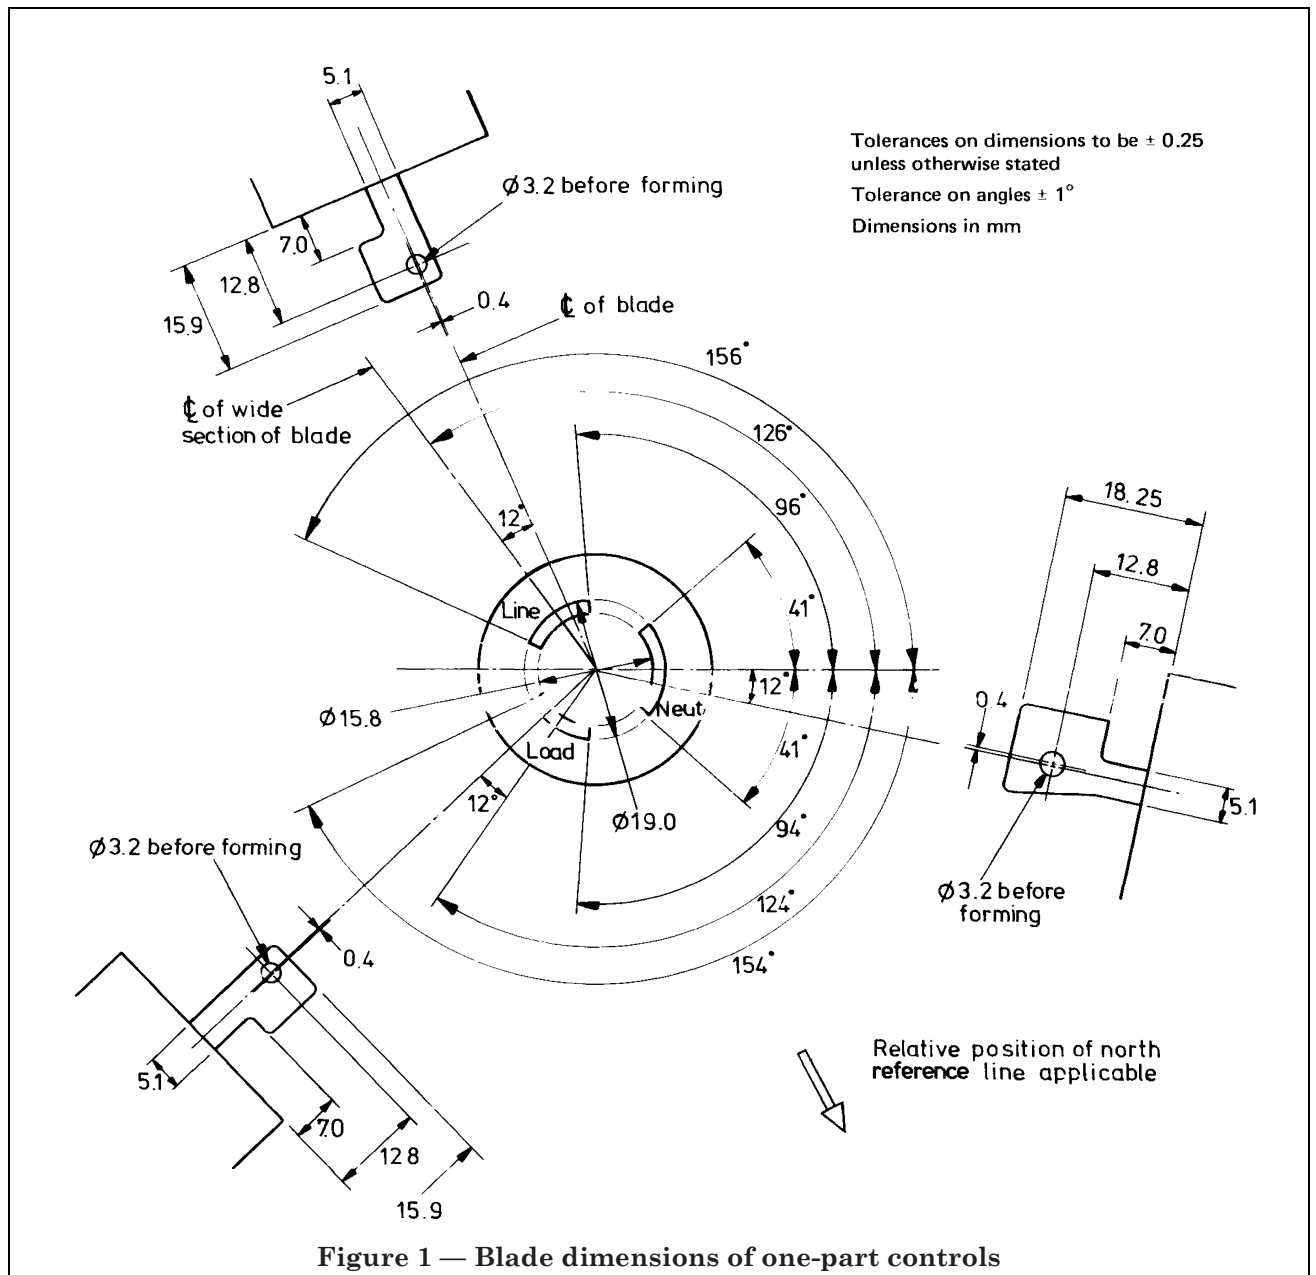 5.1
Tolerances on dimensions to be ± 0.25
unless otherwise stated
Tolerance on angles ± 1°
Dimensions in mm
Ø3.2 before forming
7.0
12.8
15.9
0.4
℄ of blade
156°
℄ of wide
section of blade
126°
96°
12°
18.25
12.8
7.0
Line
41°
12°
0.4
Ø15.8
Neut
Load
41°
12°
5.1
Ø19.0
94°
Ø3.2 before forming
Ø3.2 before
forming
124°
0.4
154°
Relative position of north
reference line applicable
5.1
7.0
12.8
15.9
Figure 1 — Blade dimensions of one-part controls